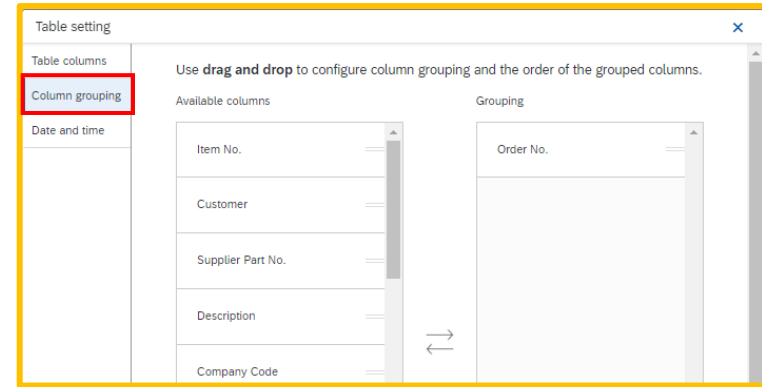 Table setting
Table columns
Column grouping
Date and time
Use drag and drop to configure column grouping and the order of the grouped columns.
Available columns
Item No.
Customer
Supplier Part No.
Description
Company Code
Grouping
Order No.